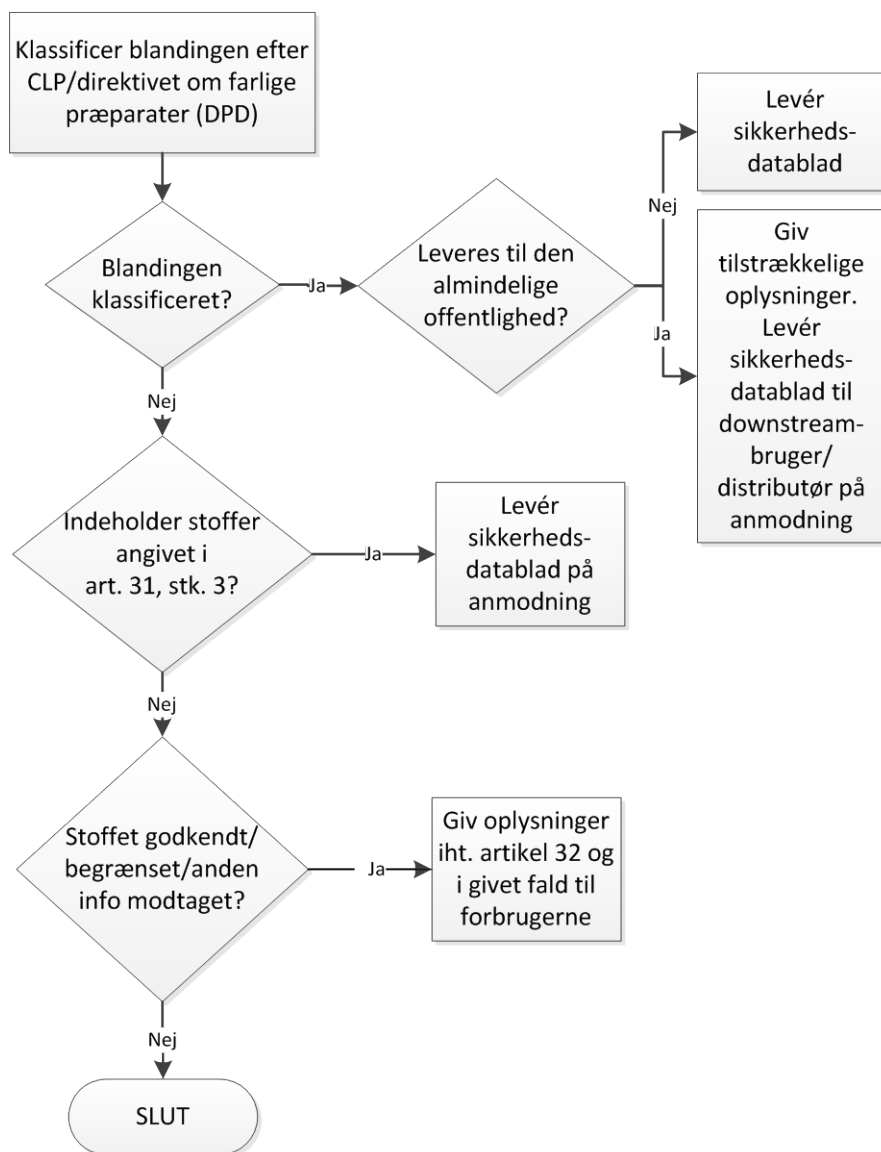 Klassificer blandingen efter
CLP/direktivet om farlige
præparater (DPD)
Blandingen
klassificeret?
Ja
Leveres til den
almindelige
offentlighed?
Nej
Levér
sikkerheds-
datablad
Ja
Giv
tilstrækkelige
oplysninger.
Levér
sikkerheds-
datablad til
downstream-
bruger/
distributør på
anmodning
Nej
Indeholder stoffer
angivet i
art. 31, stk. 3?
Ja
Levér
sikkerheds-
datablad på
anmodning
Nej
Stoffet godkendt/
begrænset/anden
info modtaget?
Ja
Giv oplysninger
iht. artikel 32 og
i givet fald til
forbrugerne
Nej
SLUT